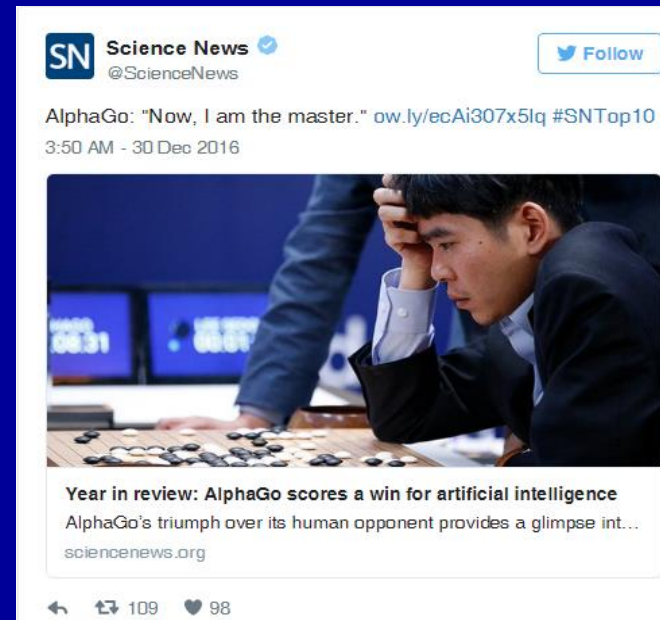 SN Science News
@ScienceNews
Follow
AlphaGo: "Now, I am the master." ow.ly/ecAi307x5lq #SNTop10
3:50 AM - 30 Dec 2016
Year in review: AlphaGo scores a win for artificial intelligence
AlphaGo's triumph over its human opponent provides a glimpse int...
sciencenews.org
109 98